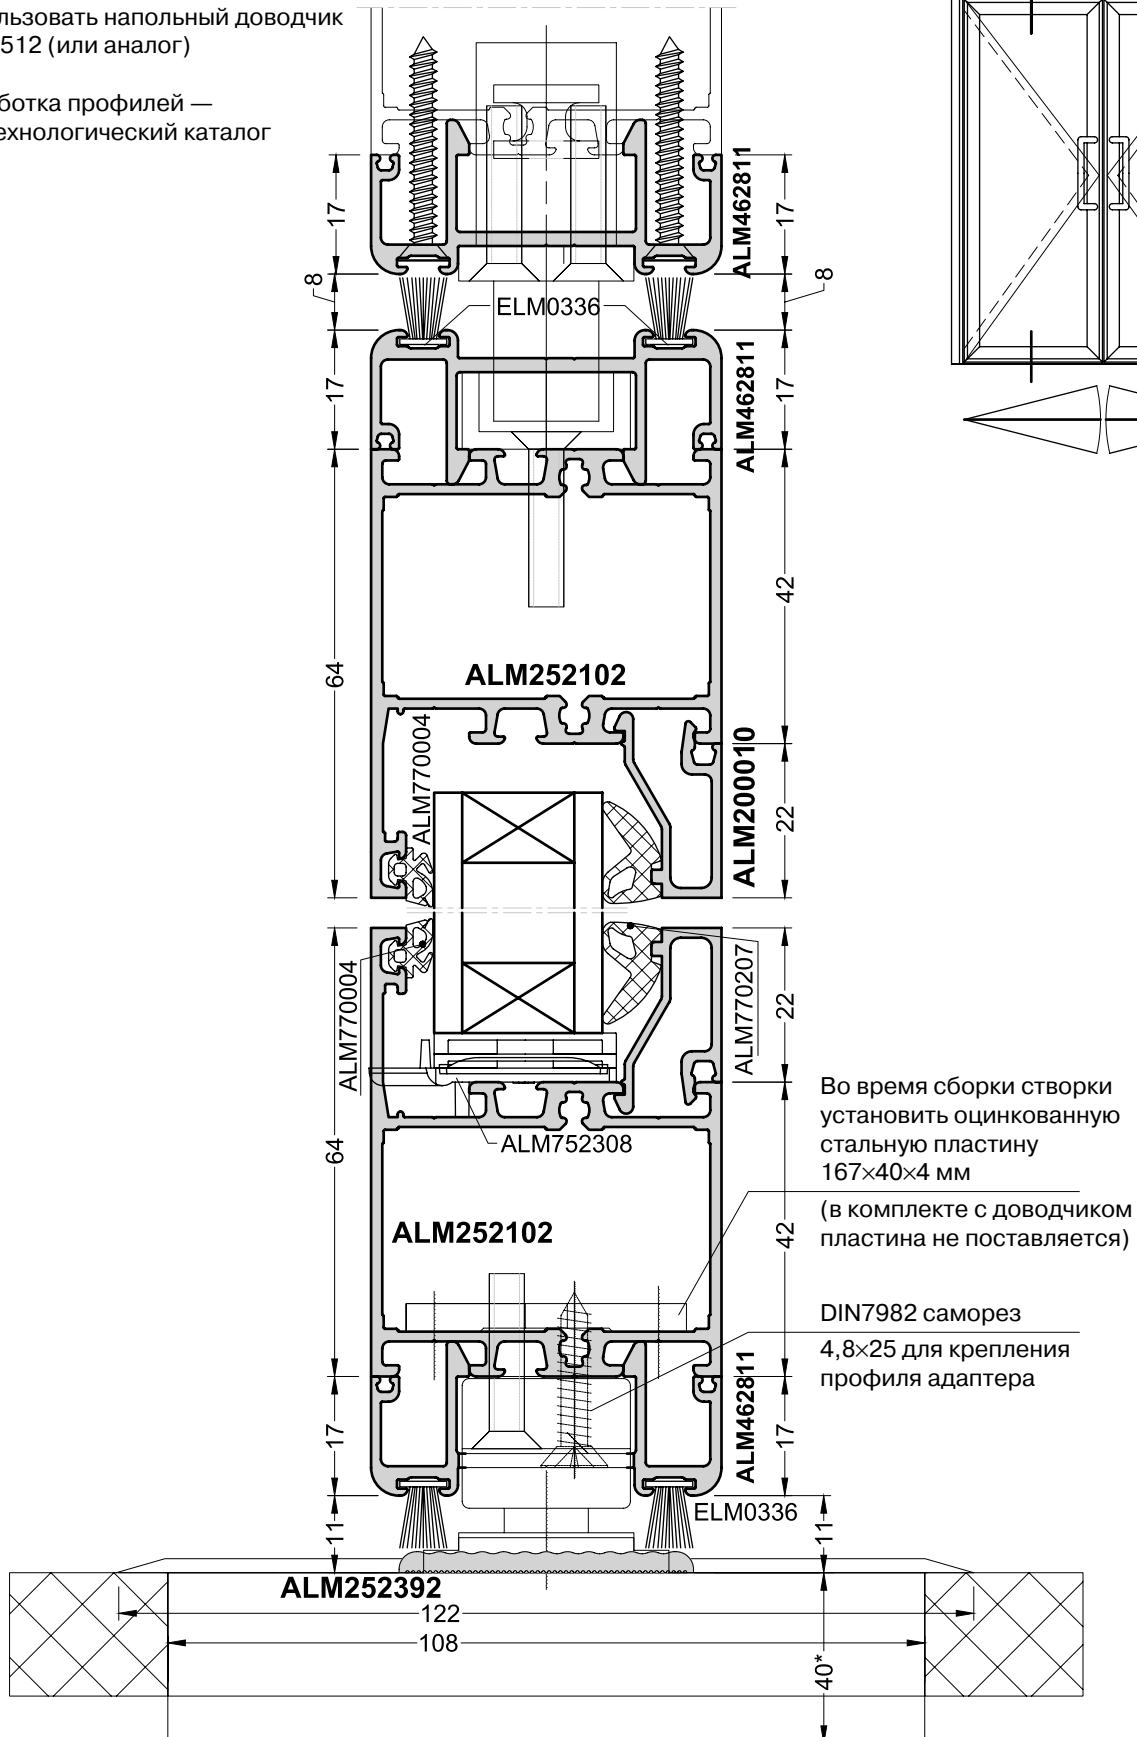 льзовать напольный доводчик
512 (или аналог)
ботка профилей —
ехнологический каталог
17
17
ALM462811
8
8
ELM0336
17
17
ALM462811
64
42
ALM252102
ALM770004
ALM200010
22
ALM770004
ALM770207
22
64
ALM752308
42
ALM252102
Во время сборки створки
установить оцинкованную
стальную пластину
167×40×4 мм
(в комплекте с доводчиком
пластина не поставляется)
DIN7982 саморез
4,8×25 для крепления
профиля адаптера
17
ALM462811
17
ELM0336
11
11
ALM252392
122
108
40*